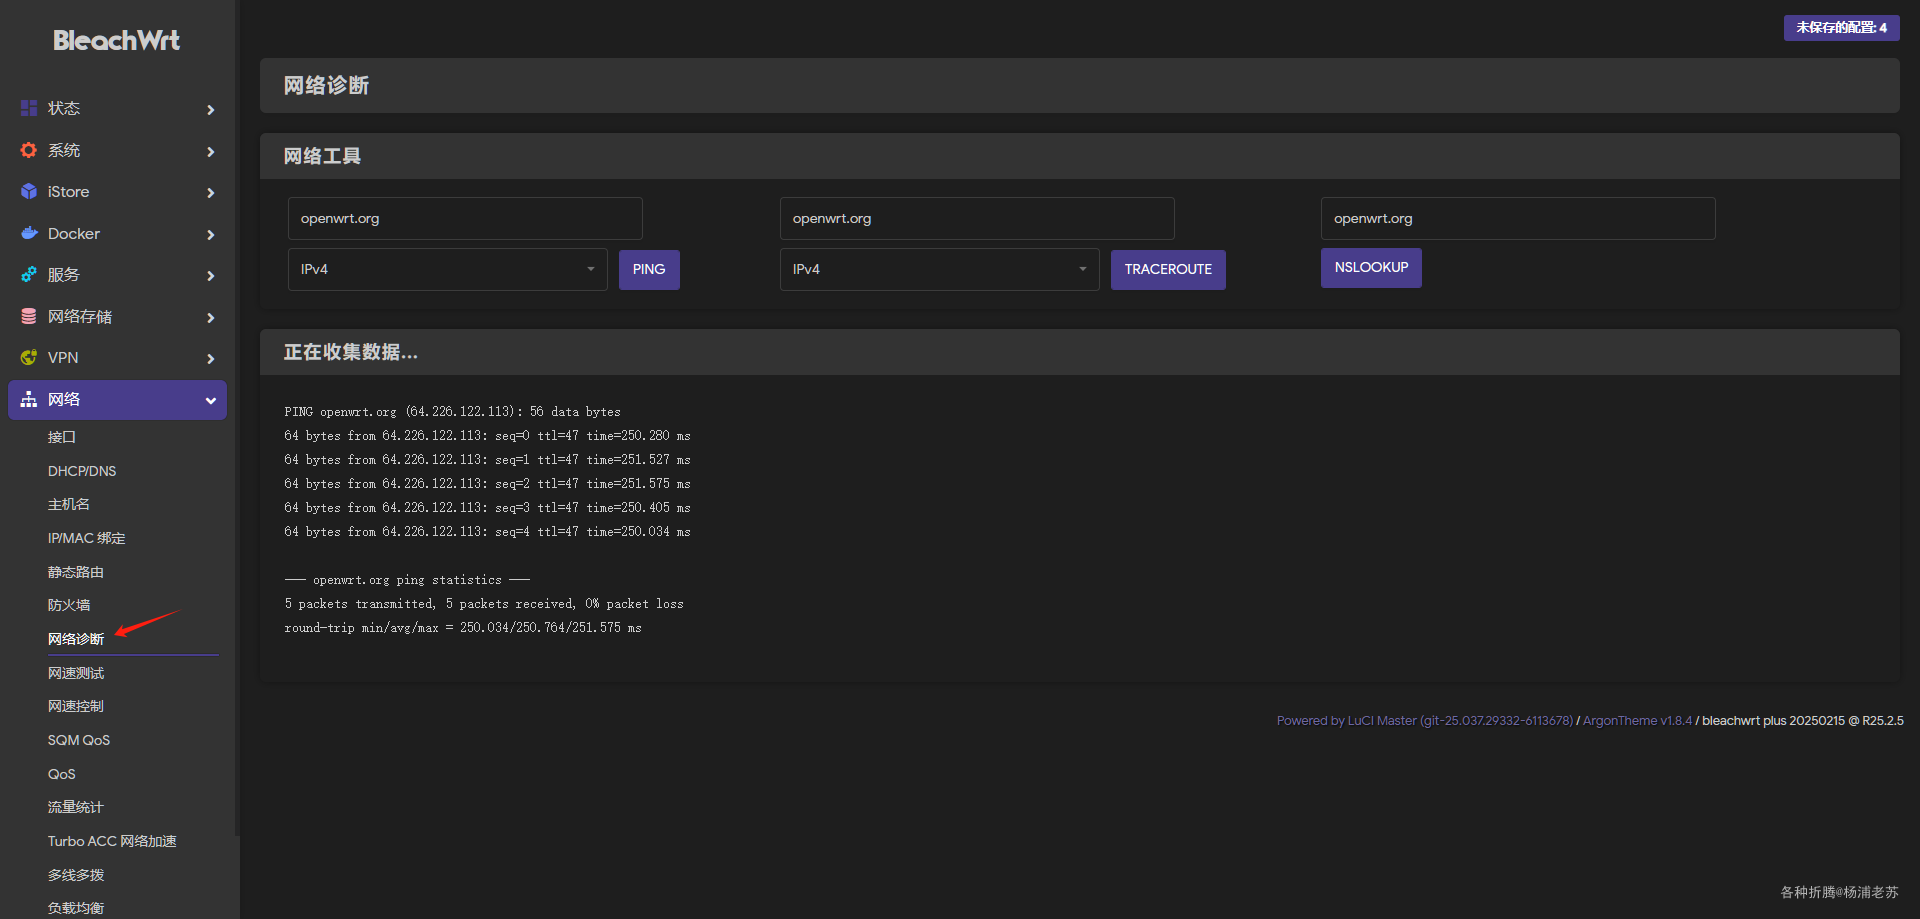 BleachWrt
状态
系统
iStore
Docker
服务
网络存储
VPN
网络
接口
DHCP/DNS
主机名
IP/MAC 绑定
静态路由
防火墙
网络诊断
网速测试
网速控制
SQM QoS
QoS
流量统计
Turbo ACC 网络加速
多线多拨
负载均衡
未保存的配置: 4
网络诊断
网络工具
openwrt.org
IPv4
PING
openwrt.org
IPv4
TRACEROUTE
openwrt.org
NSLOOKUP
正在收集数据...
PING openwrt.org (64.226.122.113): 56 data bytes
64 bytes from 64.226.122.113: seq=0 ttl=47 time=250.280 ms
64 bytes from 64.226.122.113: seq=1 ttl=47 time=251.527 ms
64 bytes from 64.226.122.113: seq=2 ttl=47 time=251.575 ms
64 bytes from 64.226.122.113: seq=3 ttl=47 time=250.405 ms
64 bytes from 64.226.122.113: seq=4 ttl=47 time=250.034 ms
--- openwrt.org ping statistics ---
5 packets transmitted, 5 packets received, 0% packet loss
round-trip min/avg/max = 250.034/250.764/251.575 ms
Powered by LuCI Master (git-25.037.29332-6113678) / ArgonTheme v1.8.4 / bleachwrt plus 20250215 @ R25.2.5
各种折腾@杨浦老苏